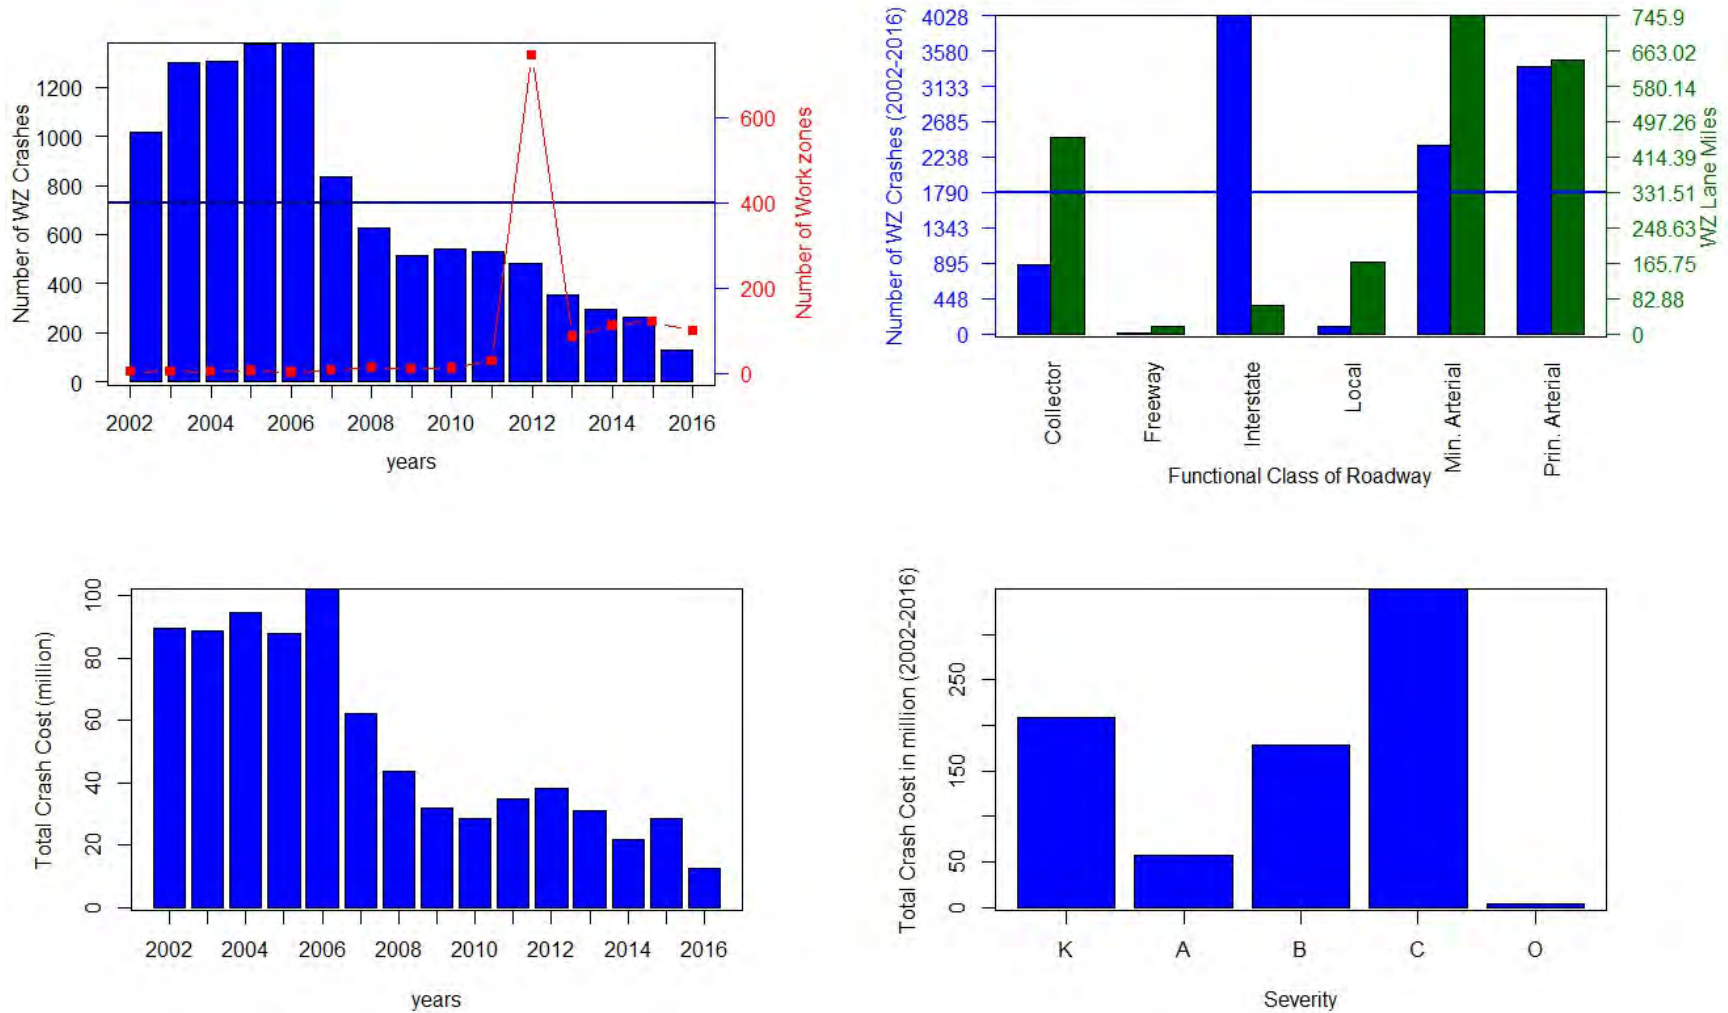 Number of WZ Crashes
1200
1000
800
600
400
200
0
600
400
200
0
Number of Work zones
2002 2004 2006 2008 2010 2012 2014 2016
years
Number of WZ Crashes (2002-2016)
4028
3580
3133
2685
2238
1790
1343
895
448
0
745.9
663.02
580.14
497.26
414.39
331.51
248.63
165.75
82.88
0
WZ Lane Miles
Collector
Freeway
Interstate
Local
Min. Arterial
Prin. Arterial
Functional Class of Roadway
Total Crash Cost (million)
100
80
60
40
20
0
2002 2004 2006 2008 2010 2012 2014 2016
years
Total Crash Cost in million (2002-2016)
250
150
50
0
K A B C O
Severity